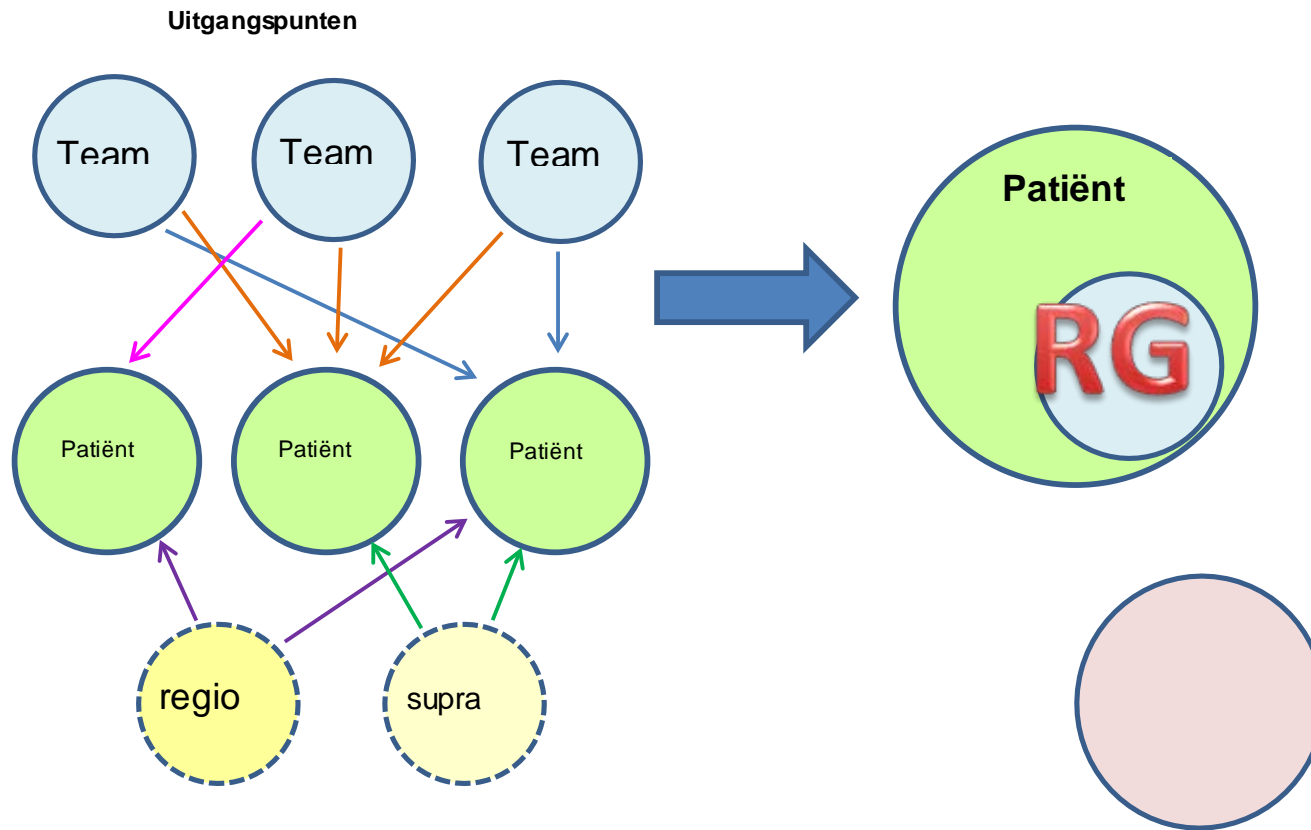 Uitgangspunten
Team
Team
Team
Patiënt
RG
Patiënt
Patiënt
Patiënt
regio
supra